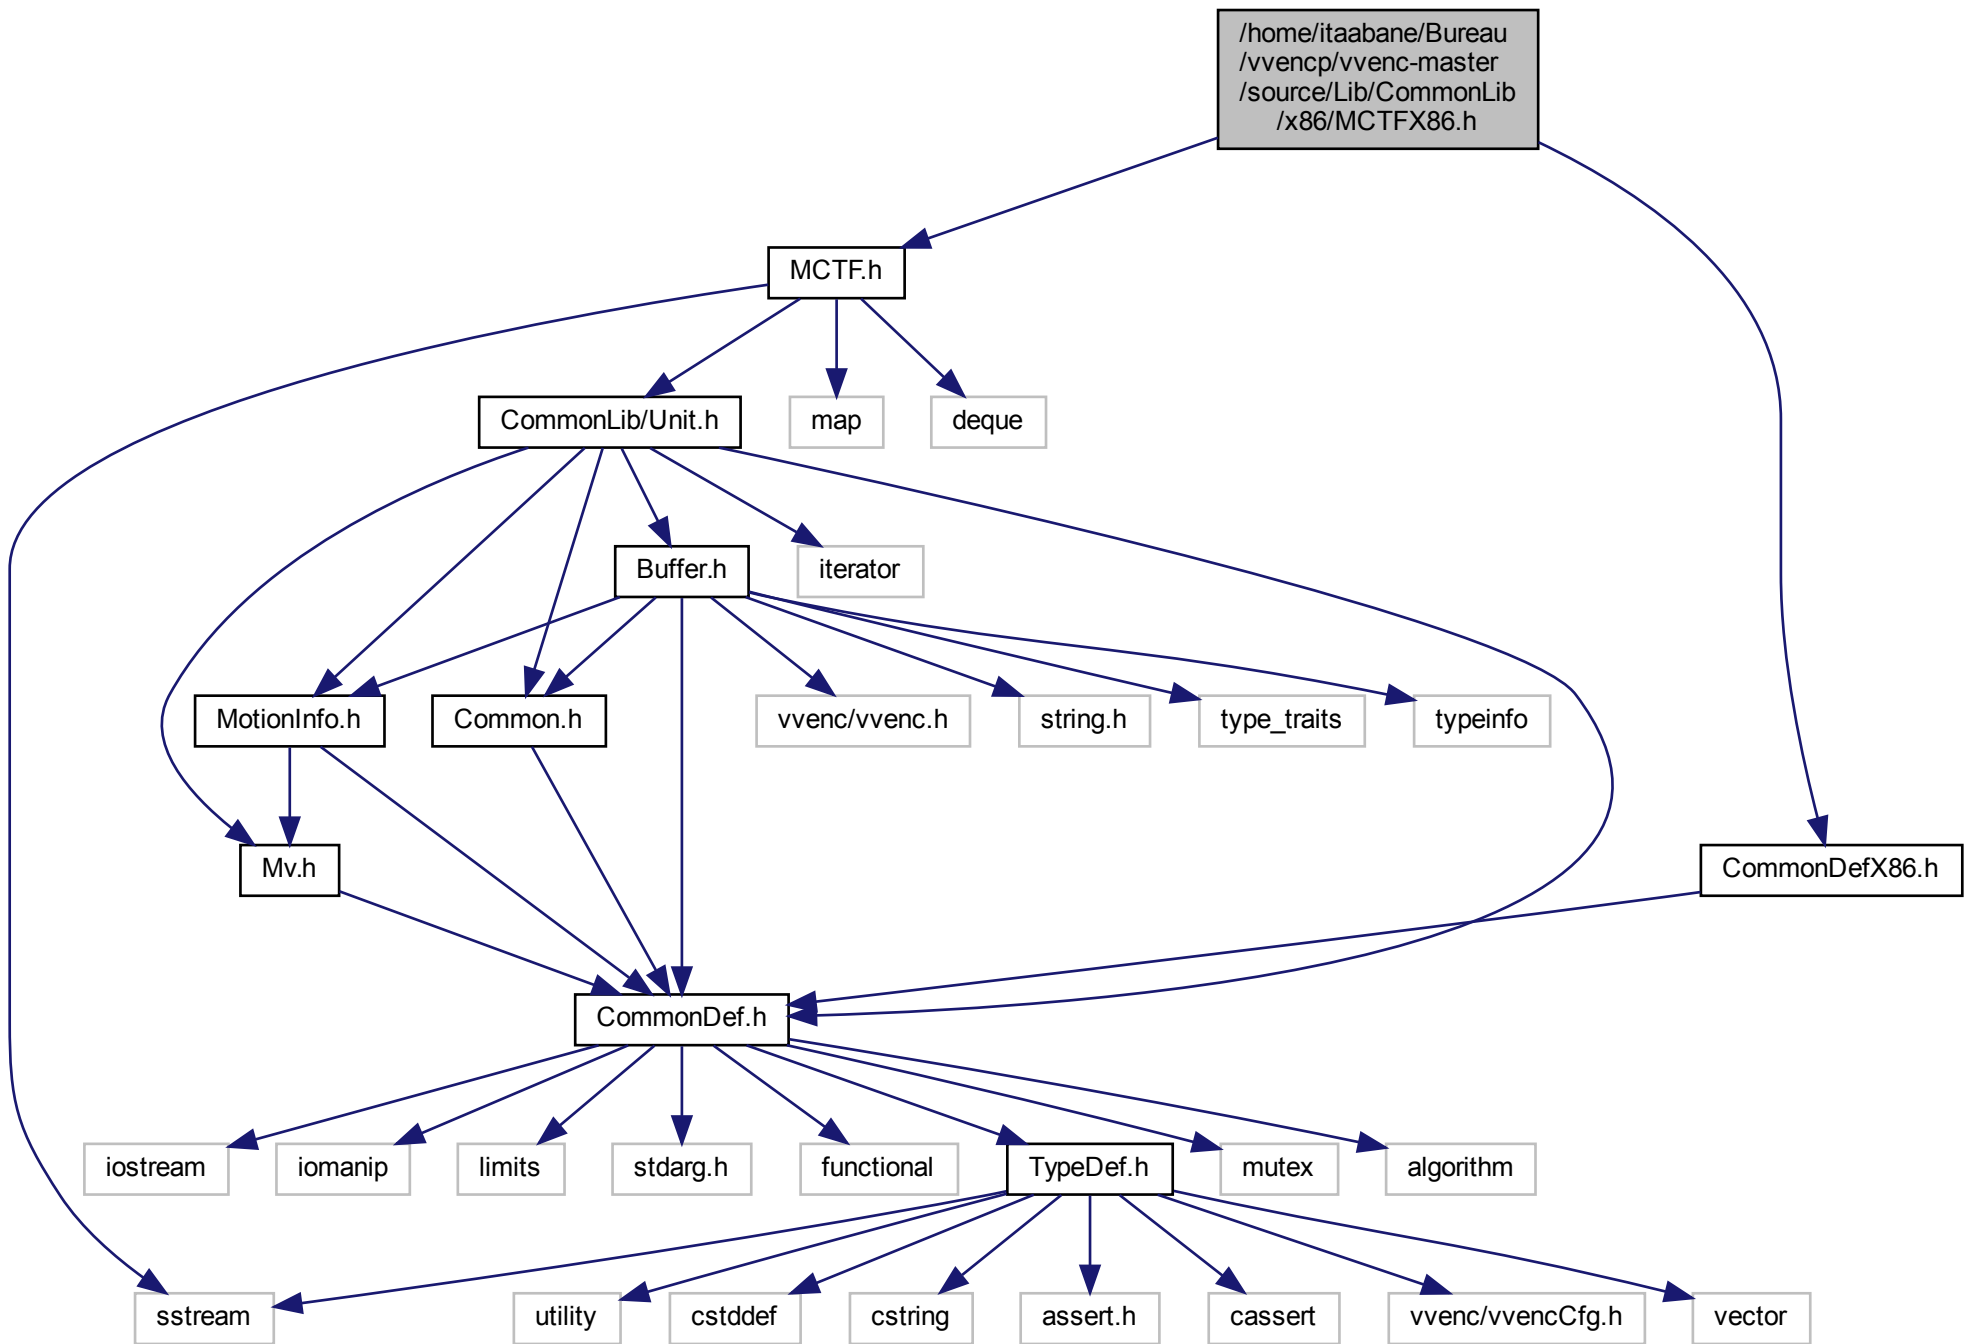 /home/itaabane/Bureau
/vvencp/vvenc-master
/source/Lib/CommonLib
/x86/MCTFX86.h
MCTF.h
CommonLib/Unit.h
map
deque
Buffer.h
iterator
MotionInfo.h
Common.h
vvenc/vvenc.h
string.h
type_traits
typeinfo
Mv.h
CommonDefX86.h
CommonDef.h
iostream
iomanip
limits
stdarg.h
functional
TypeDef.h
mutex
algorithm
sstream
utility
cstddef
cstring
assert.h
cassert
vvenc/vvencCfg.h
vector